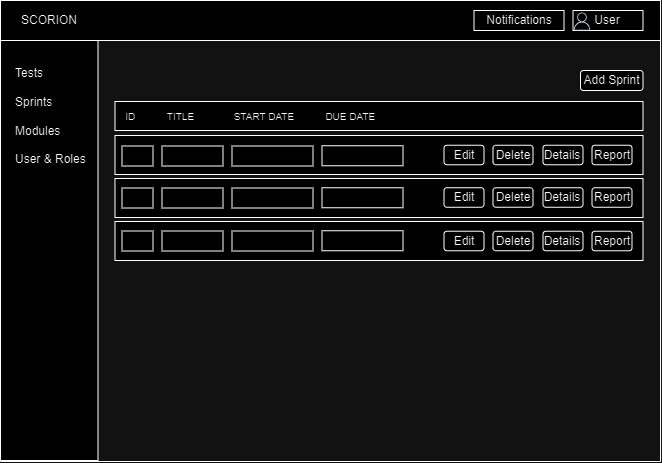 SCORION
Notifications
User
Tests
Sprints
Modules
User & Roles
Add Sprint
ID TITLE START DATE DUE DATE
Edit Delete Details Report
Edit Delete Details Report
Edit Delete Details Report